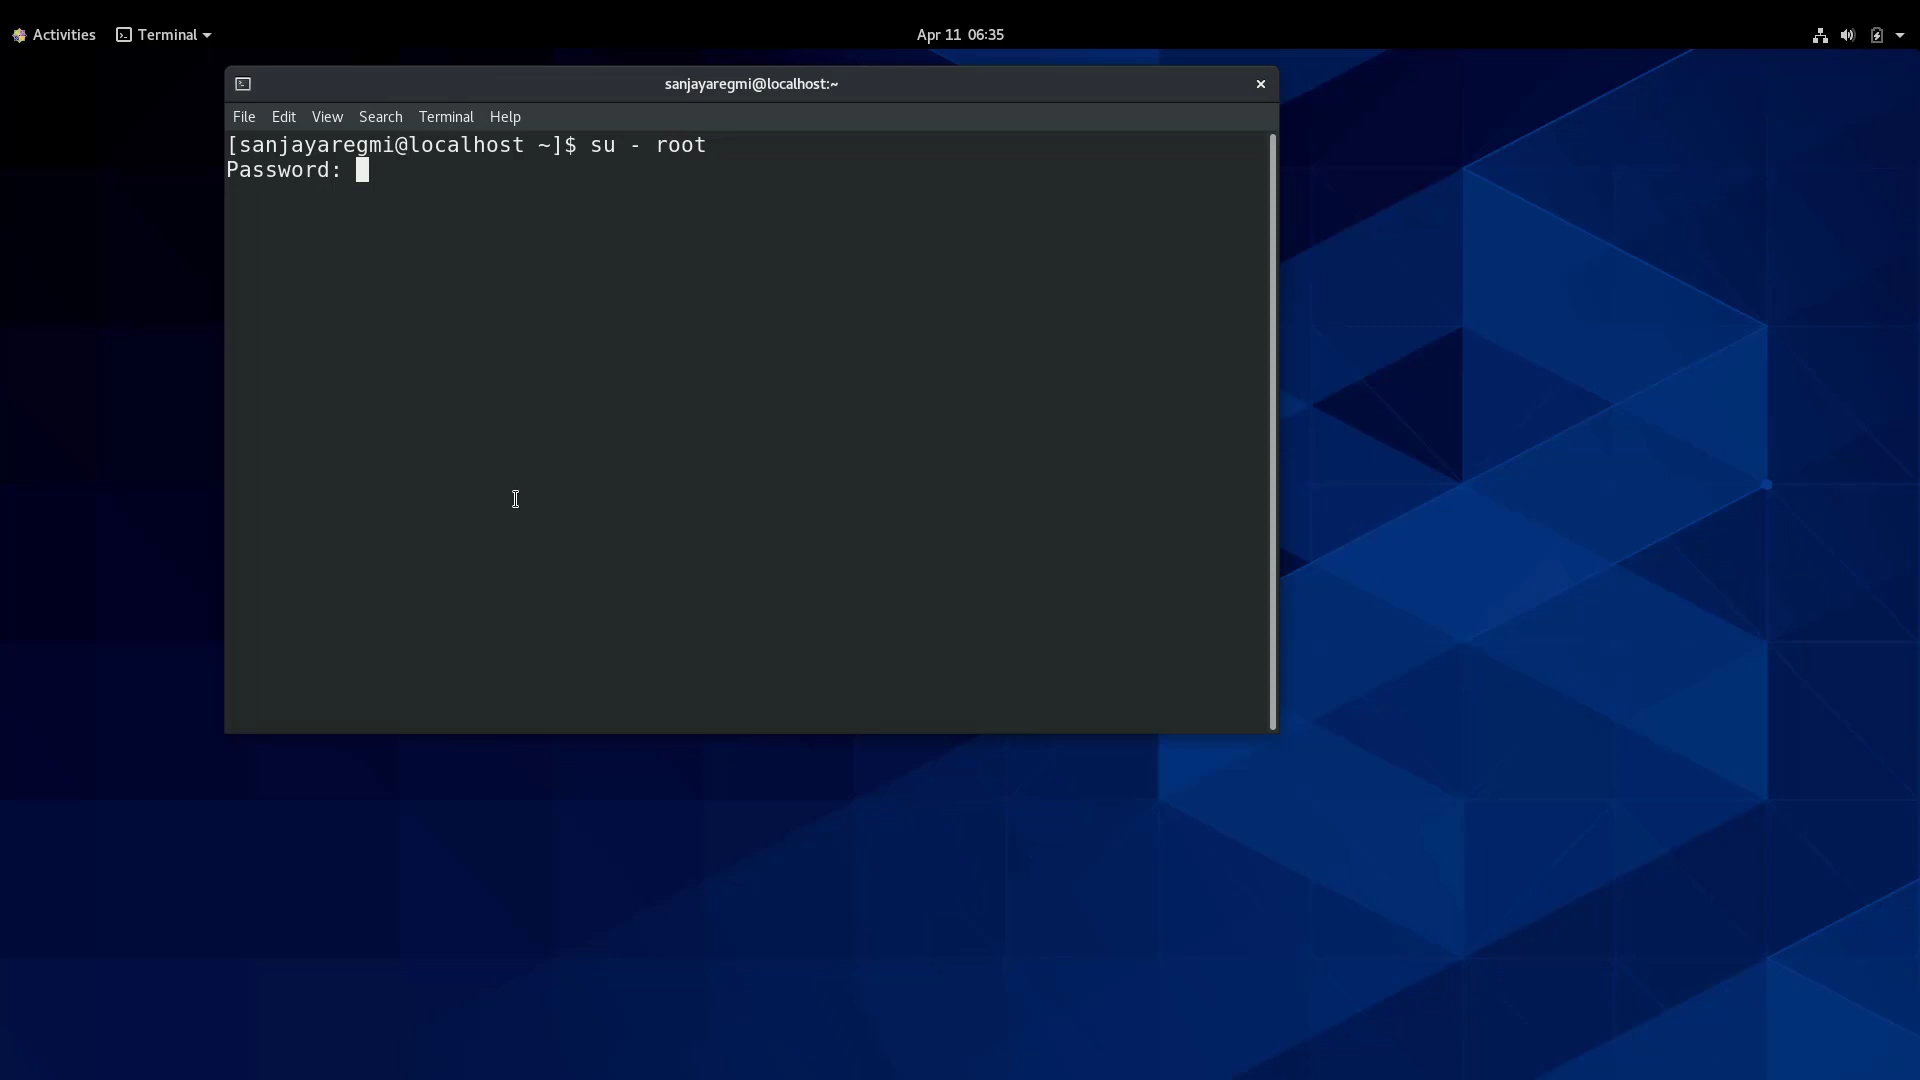 Activities Terminal Apr 11 06:35
sanjayaregmi@localhost:~
File Edit View Search Terminal Help
[sanjayaregmi@localhost ~]$ su - root
Password: